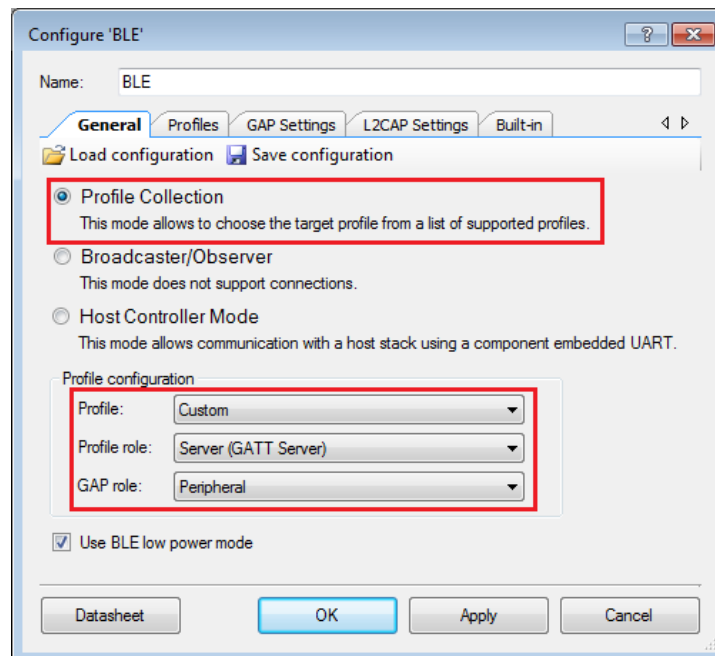 Configure 'BLE'
Name: BLE
General Profiles GAP Settings L2CAP Settings Built-in
Load configuration Save configuration
Profile Collection
This mode allows to choose the target profile from a list of supported profiles.
Broadcaster/Observer
This mode does not support connections.
Host Controller Mode
This mode allows communication with a host stack using a component embedded UART.
Profile configuration
Profile: Custom
Profile role: Server (GATT Server)
GAP role: Peripheral
Use BLE low power mode
Datasheet OK Apply Cancel